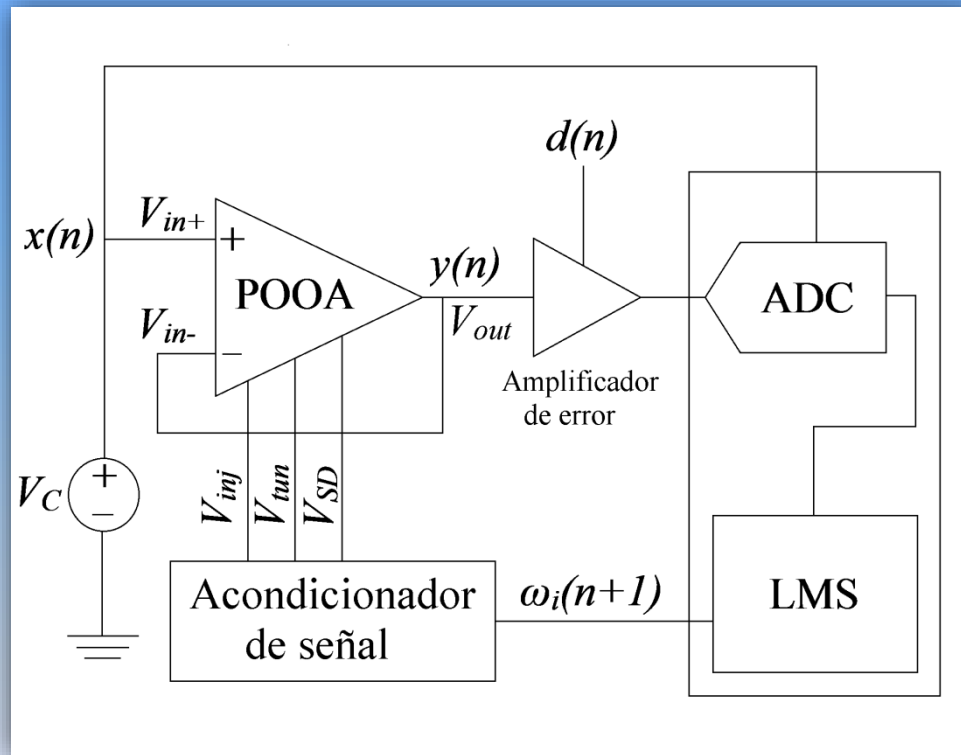 d(n)
x(n)
V_in+
+
POOA
V_in-
−
y(n)
V_out
ADC
Amplificador
de error
V_C
+
−
V_inj
V_tun
V_SD
Acondicionador
de señal
ω_i(n+1)
LMS